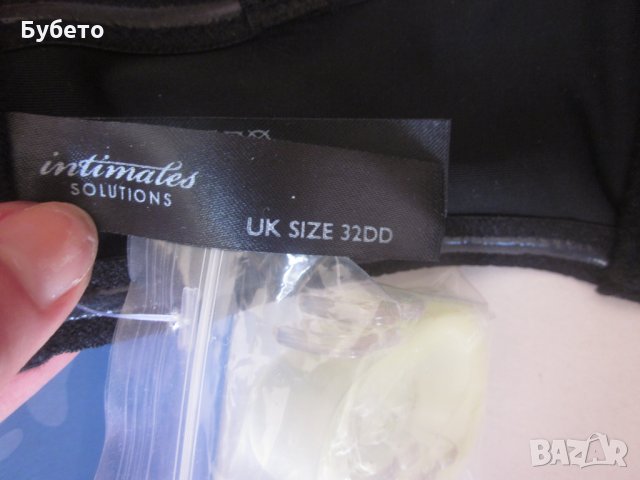 Бубето
intimates
SOLUTIONS
UK SIZE 32DD
BAZAR